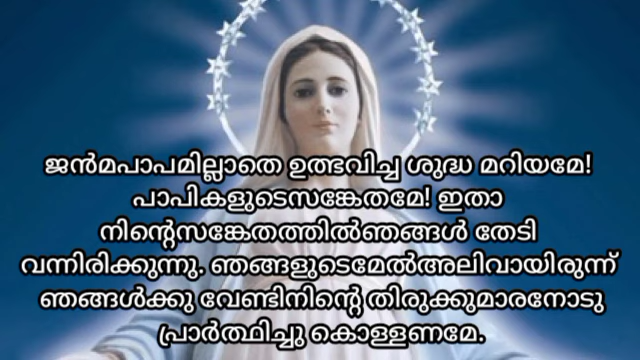 ജൻമപാപമില്ലാതെ ഉത്ഭവിച്ച ശുദ്ധ മറിയമേ!
പാപികളുടെസങ്കേതമേ! ഇതാ
നിന്റെസങ്കേതത്തിൽഞങ്ങൾ തേടി
വന്നിരിക്കുന്നു. ഞങ്ങളുടെമേൽഅലിവായിരുന്ന്
ഞങ്ങൾക്കു വേണ്ടിനിന്റെ തിരുക്കുമാരനോടു
പ്രാർത്ഥിച്ചു കൊള്ളണമേ.